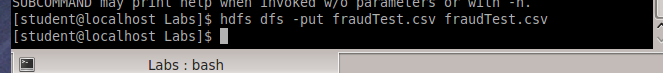 SUBCOMMAND may print help when invoked w/o parameters or with -h.
[student@localhost Labs]$ hdfs dfs -put fraudTest.csv fraudTest.csv
[student@localhost Labs]$
Labs : bash